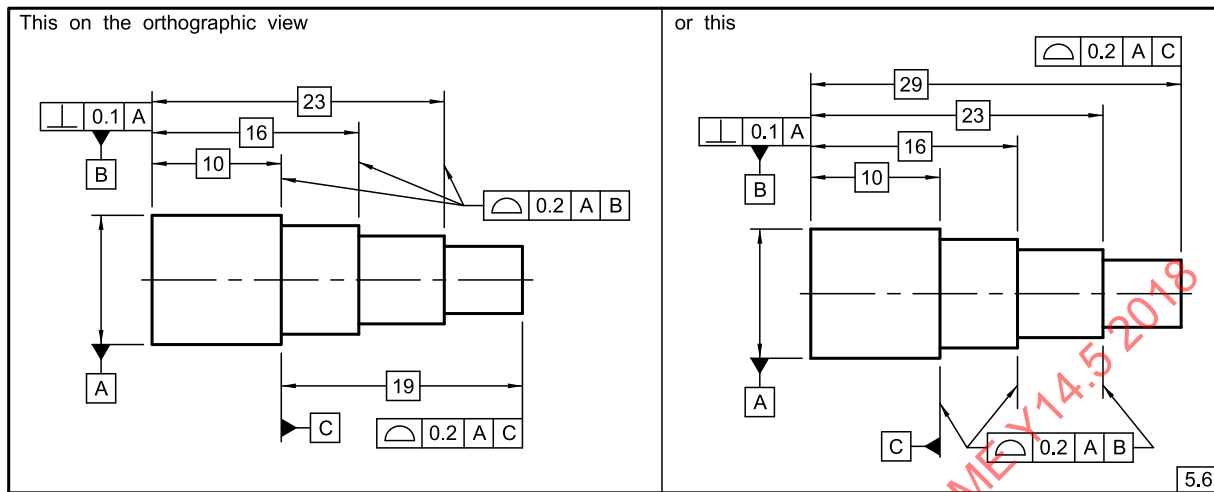 This on the orthographic view
23
⟂ 0.1 A
16
B
10
⌓ 0.2 A B
A
19
C
⌓ 0.2 A C
or this
⌓ 0.2 A C
29
23
⟂ 0.1 A
16
B
10
A
C
⌓ 0.2 A B
ME Y14.5 2018
5.6